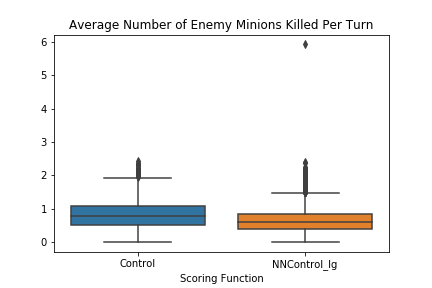 Average Number of Enemy Minions Killed Per Turn
6
5
4
3
2
1
0
Control
NNControl_lg
Scoring Function